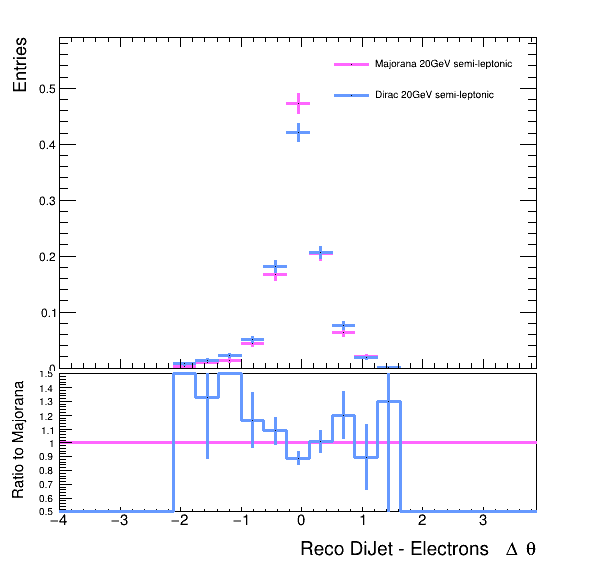 Entries
Majorana 20GeV semi-leptonic
Dirac 20GeV semi-leptonic
0.5
0.4
0.3
0.2
0.1
0
Ratio to Majorana
1.5
1.4
1.3
1.2
1.1
1
0.9
0.8
0.7
0.6
0.5
−4 −3 −2 −1 0 1 2 3
Reco DiJet - Electrons Δ θ